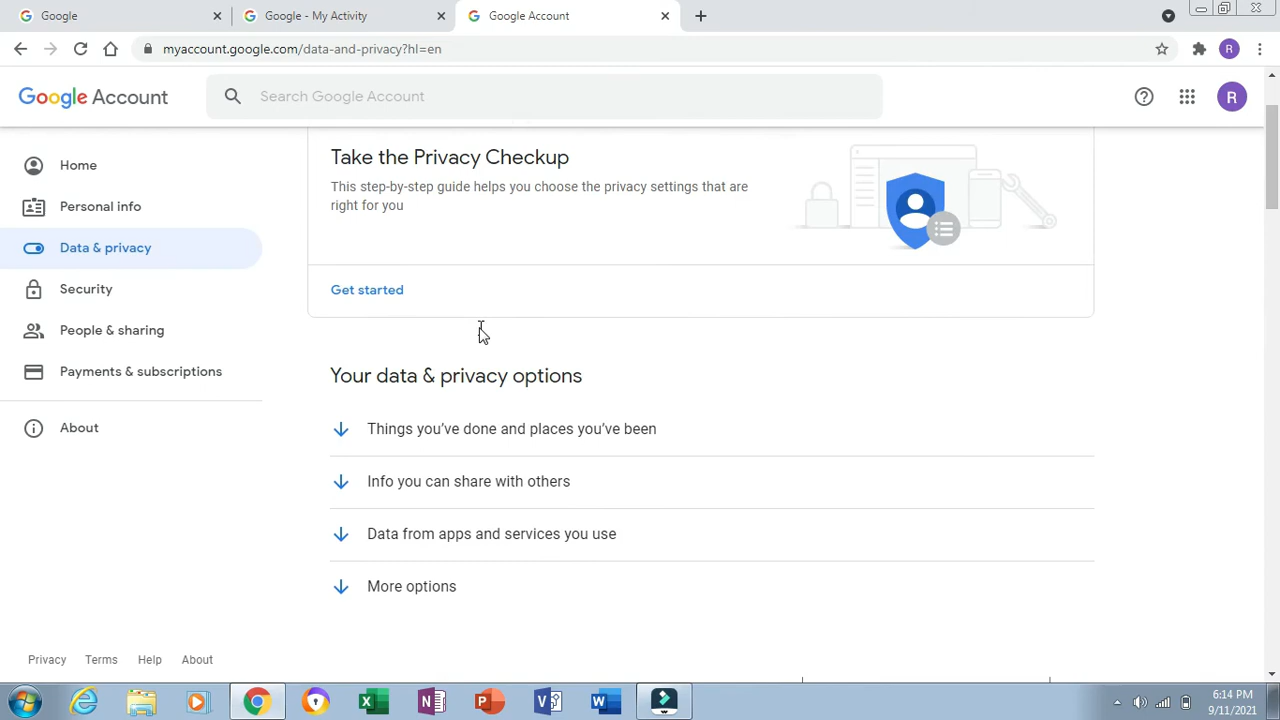 Google
Google - My Activity
Google Account
myaccount.google.com/data-and-privacy?hl=en
R
Google Account
Search Google Account
R
Home
Personal info
Data & privacy
Security
People & sharing
Payments & subscriptions
About
Take the Privacy Checkup
This step-by-step guide helps you choose the privacy settings that are
right for you
Get started
Your data & privacy options
Things you’ve done and places you’ve been
Info you can share with others
Data from apps and services you use
More options
Privacy
Terms
Help
About
6:14 PM
9/11/2021